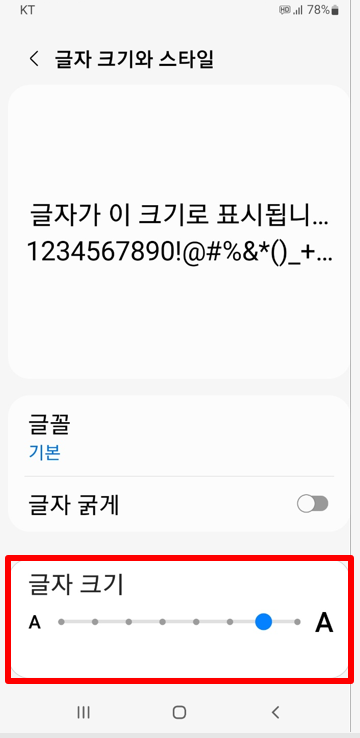 KT 78%
글자 크기와 스타일
글자가 이 크기로 표시됩니...
1234567890!@#%&*()_+...
글꼴
기본
글자 굵게
글자 크기
A A